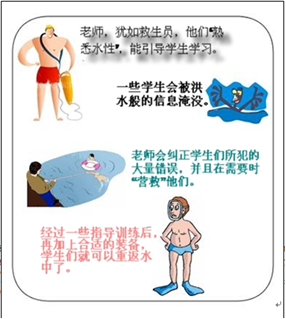 老师，犹如救生员，他们"熟
悉水性"，能引导学生学习。
一些学生会被洪
水般的信息淹没。
老师会纠正学生们所犯的
大量错误，并且在需要时
"营救"他们。
经过一些指导训练后，
再加上合适的装备，
学生们就可以重返水
中了。